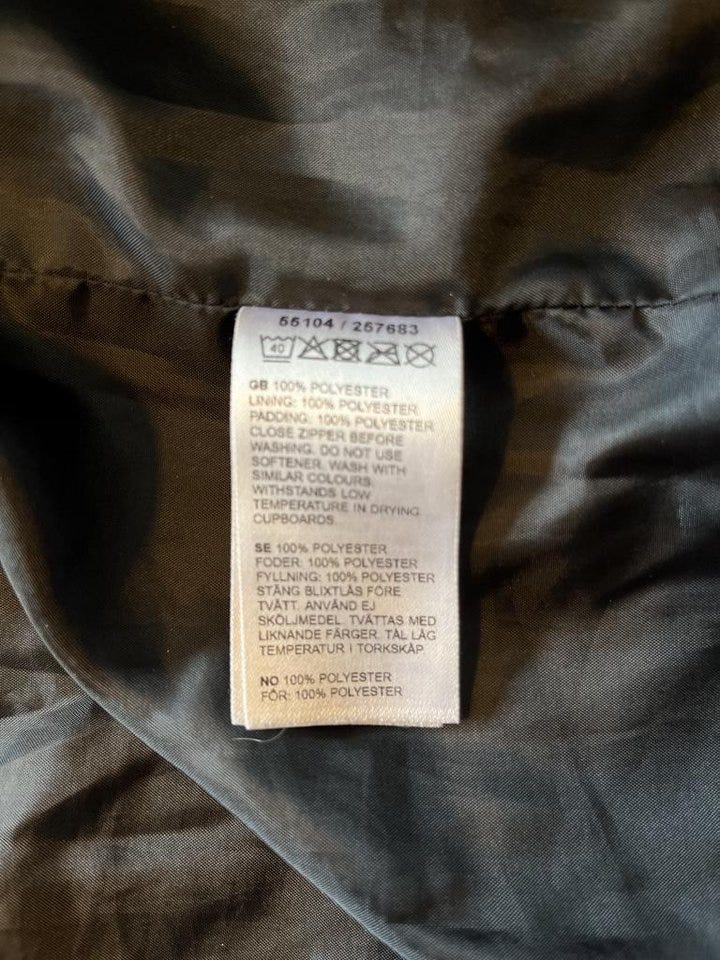 55104 / 257683
40
GB 100% POLYESTER
LINING: 100% POLYESTER
PADDING: 100% POLYESTER
CLOSE ZIPPER BEFORE
WASHING. DO NOT USE
SOFTENER. WASH WITH
SIMILAR COLOURS.
WITHSTANDS LOW
TEMPERATURE IN DRYING
CUPBOARDS.
SE 100% POLYESTER
FODER: 100% POLYESTER
FYLLNING: 100% POLYESTER
STÄNG BLIXTLÅS FÖRE
TVÄTT. ANVÄND EJ
SKÖLJMEDEL. TVÄTTAS MED
LIKNANDE FÄRGER. TÅL LÅG
TEMPERATUR I TORKSKÅP.
NO 100% POLYESTER
FÔR: 100% POLYESTER